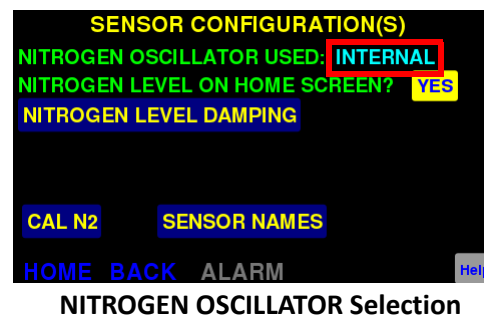 SENSOR CONFIGURATION(S)
NITROGEN OSCILLATOR USED: INTERNAL
NITROGEN LEVEL ON HOME SCREEN? YES
NITROGEN LEVEL DAMPING
CAL N2 SENSOR NAMES
HOME BACK ALARM Help
NITROGEN OSCILLATOR Selection